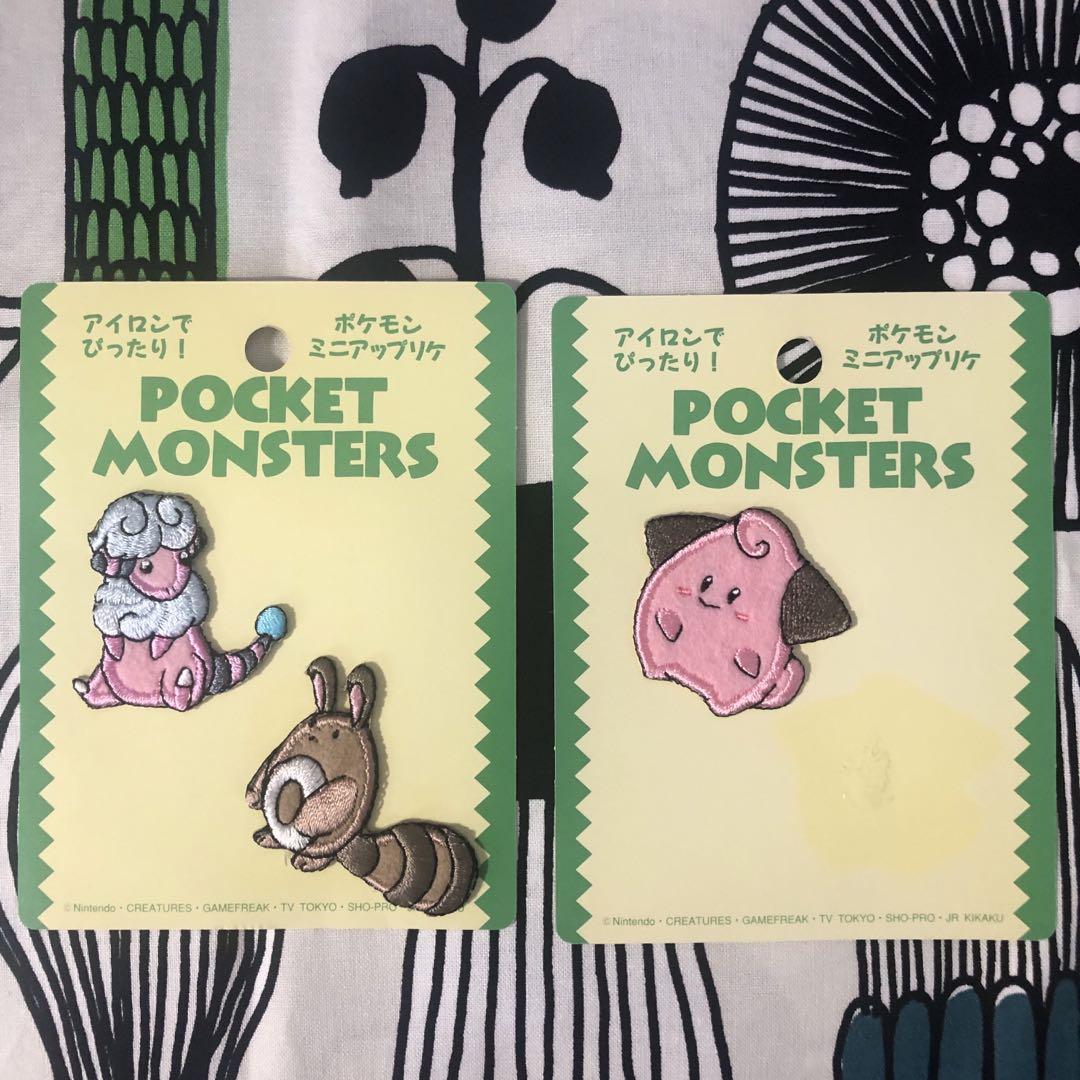 アイロンで
ぴったり！
ポケモン
ミニアップリケ
POCKET
MONSTERS
©Nintendo・CREATURES・GAMEFREAK・TV TOKYO・SHO-PRO・
アイロンで
ぴったり！
ポケモン
ミニアップリケ
POCKET
MONSTERS
©Nintendo・CREATURES・GAMEFREAK・TV TOKYO・SHO-PRO・JR KIKAKU